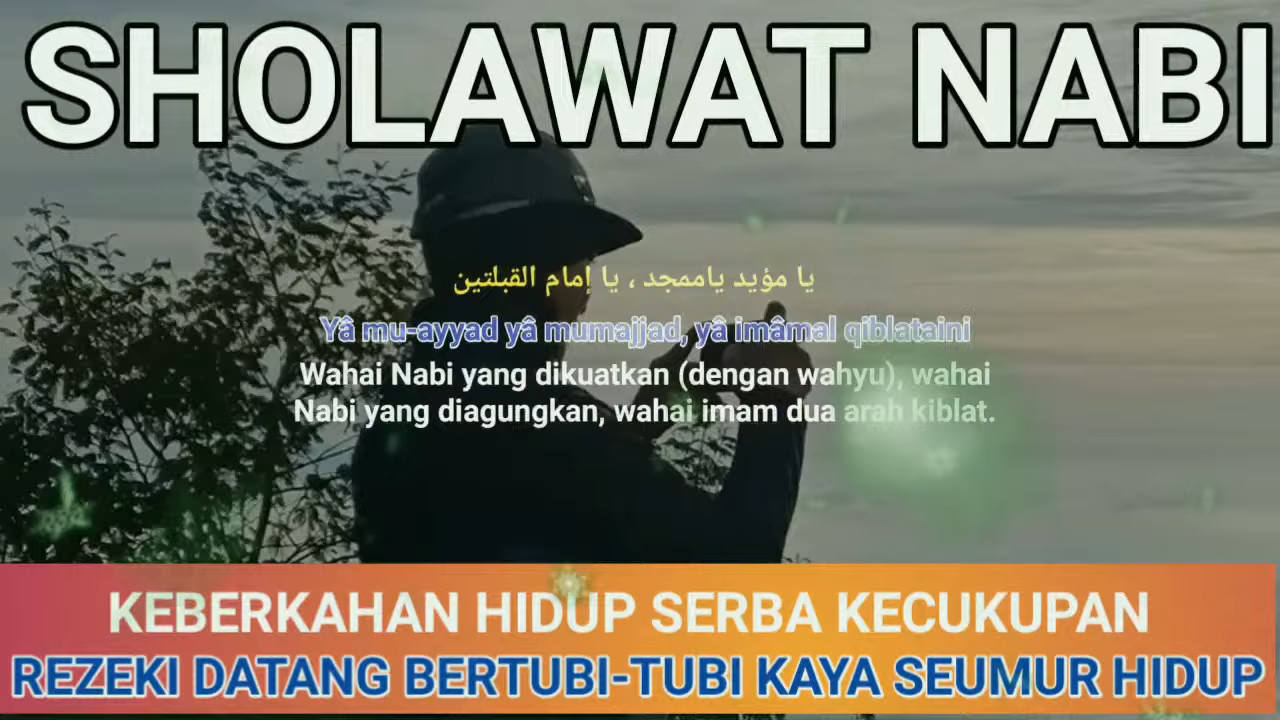 SHOLAWAT NABI
يا مؤيد ياممجد ، يا إمام القبلتين
Yâ mu-ayyad yâ mumajjad, yâ imâmal qiblataini
Wahai Nabi yang dikuatkan (dengan wahyu), wahai
Nabi yang diagungkan, wahai imam dua arah kiblat.
KEBERKAHAN HIDUP SERBA KECUKUPAN
REZEKI DATANG BERTUBI-TUBI KAYA SEUMUR HIDUP